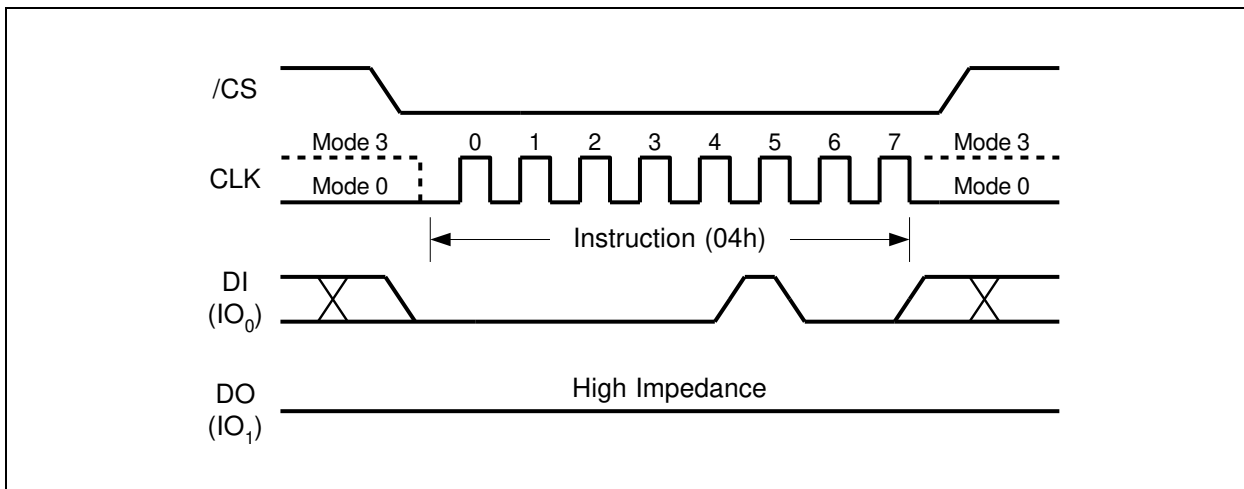 /CS
Mode 3 0 1 2 3 4 5 6 7 Mode 3
CLK
Mode 0 Mode 0
Instruction (04h)
DI
(IO0)
High Impedance
DO
(IO1)